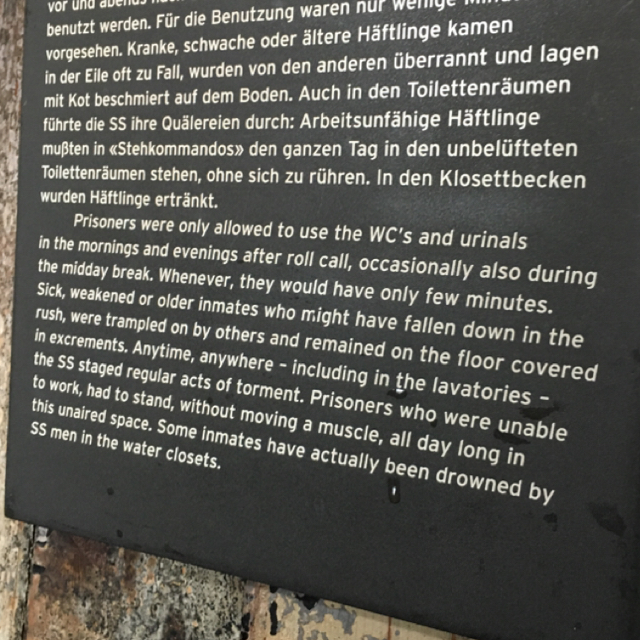 vor und abends
benutzt werden. Für die Benutzung waren nur wenige
vorgesehen. Kranke, schwache oder ältere Häftlinge kamen
in der Eile oft zu Fall, wurden von den anderen überrannt und lagen
mit Kot beschmiert auf dem Boden. Auch in den Toilettenräumen
führte die SS ihre Quälereien durch: Arbeitsunfähige Häftlinge
mußten in «Stehkommandos» den ganzen Tag in den unbelüfteten
Toilettenräumen stehen, ohne sich zu rühren. In den Klosettbecken
wurden Häftlinge ertränkt.
Prisoners were only allowed to use the WC's and urinals
in the mornings and evenings after roll call, occasionally also during
the midday break. Whenever, they would have only few minutes.
Sick, weakened or older inmates who might have fallen down in the
rush, were trampled on by others and remained on the floor covered
in excrements. Anytime, anywhere - including in the lavatories -
the SS staged regular acts of torment. Prisoners who were unable
to work, had to stand, without moving a muscle, all day long in
this unaired space. Some inmates have actually been drowned by
SS men in the water closets.